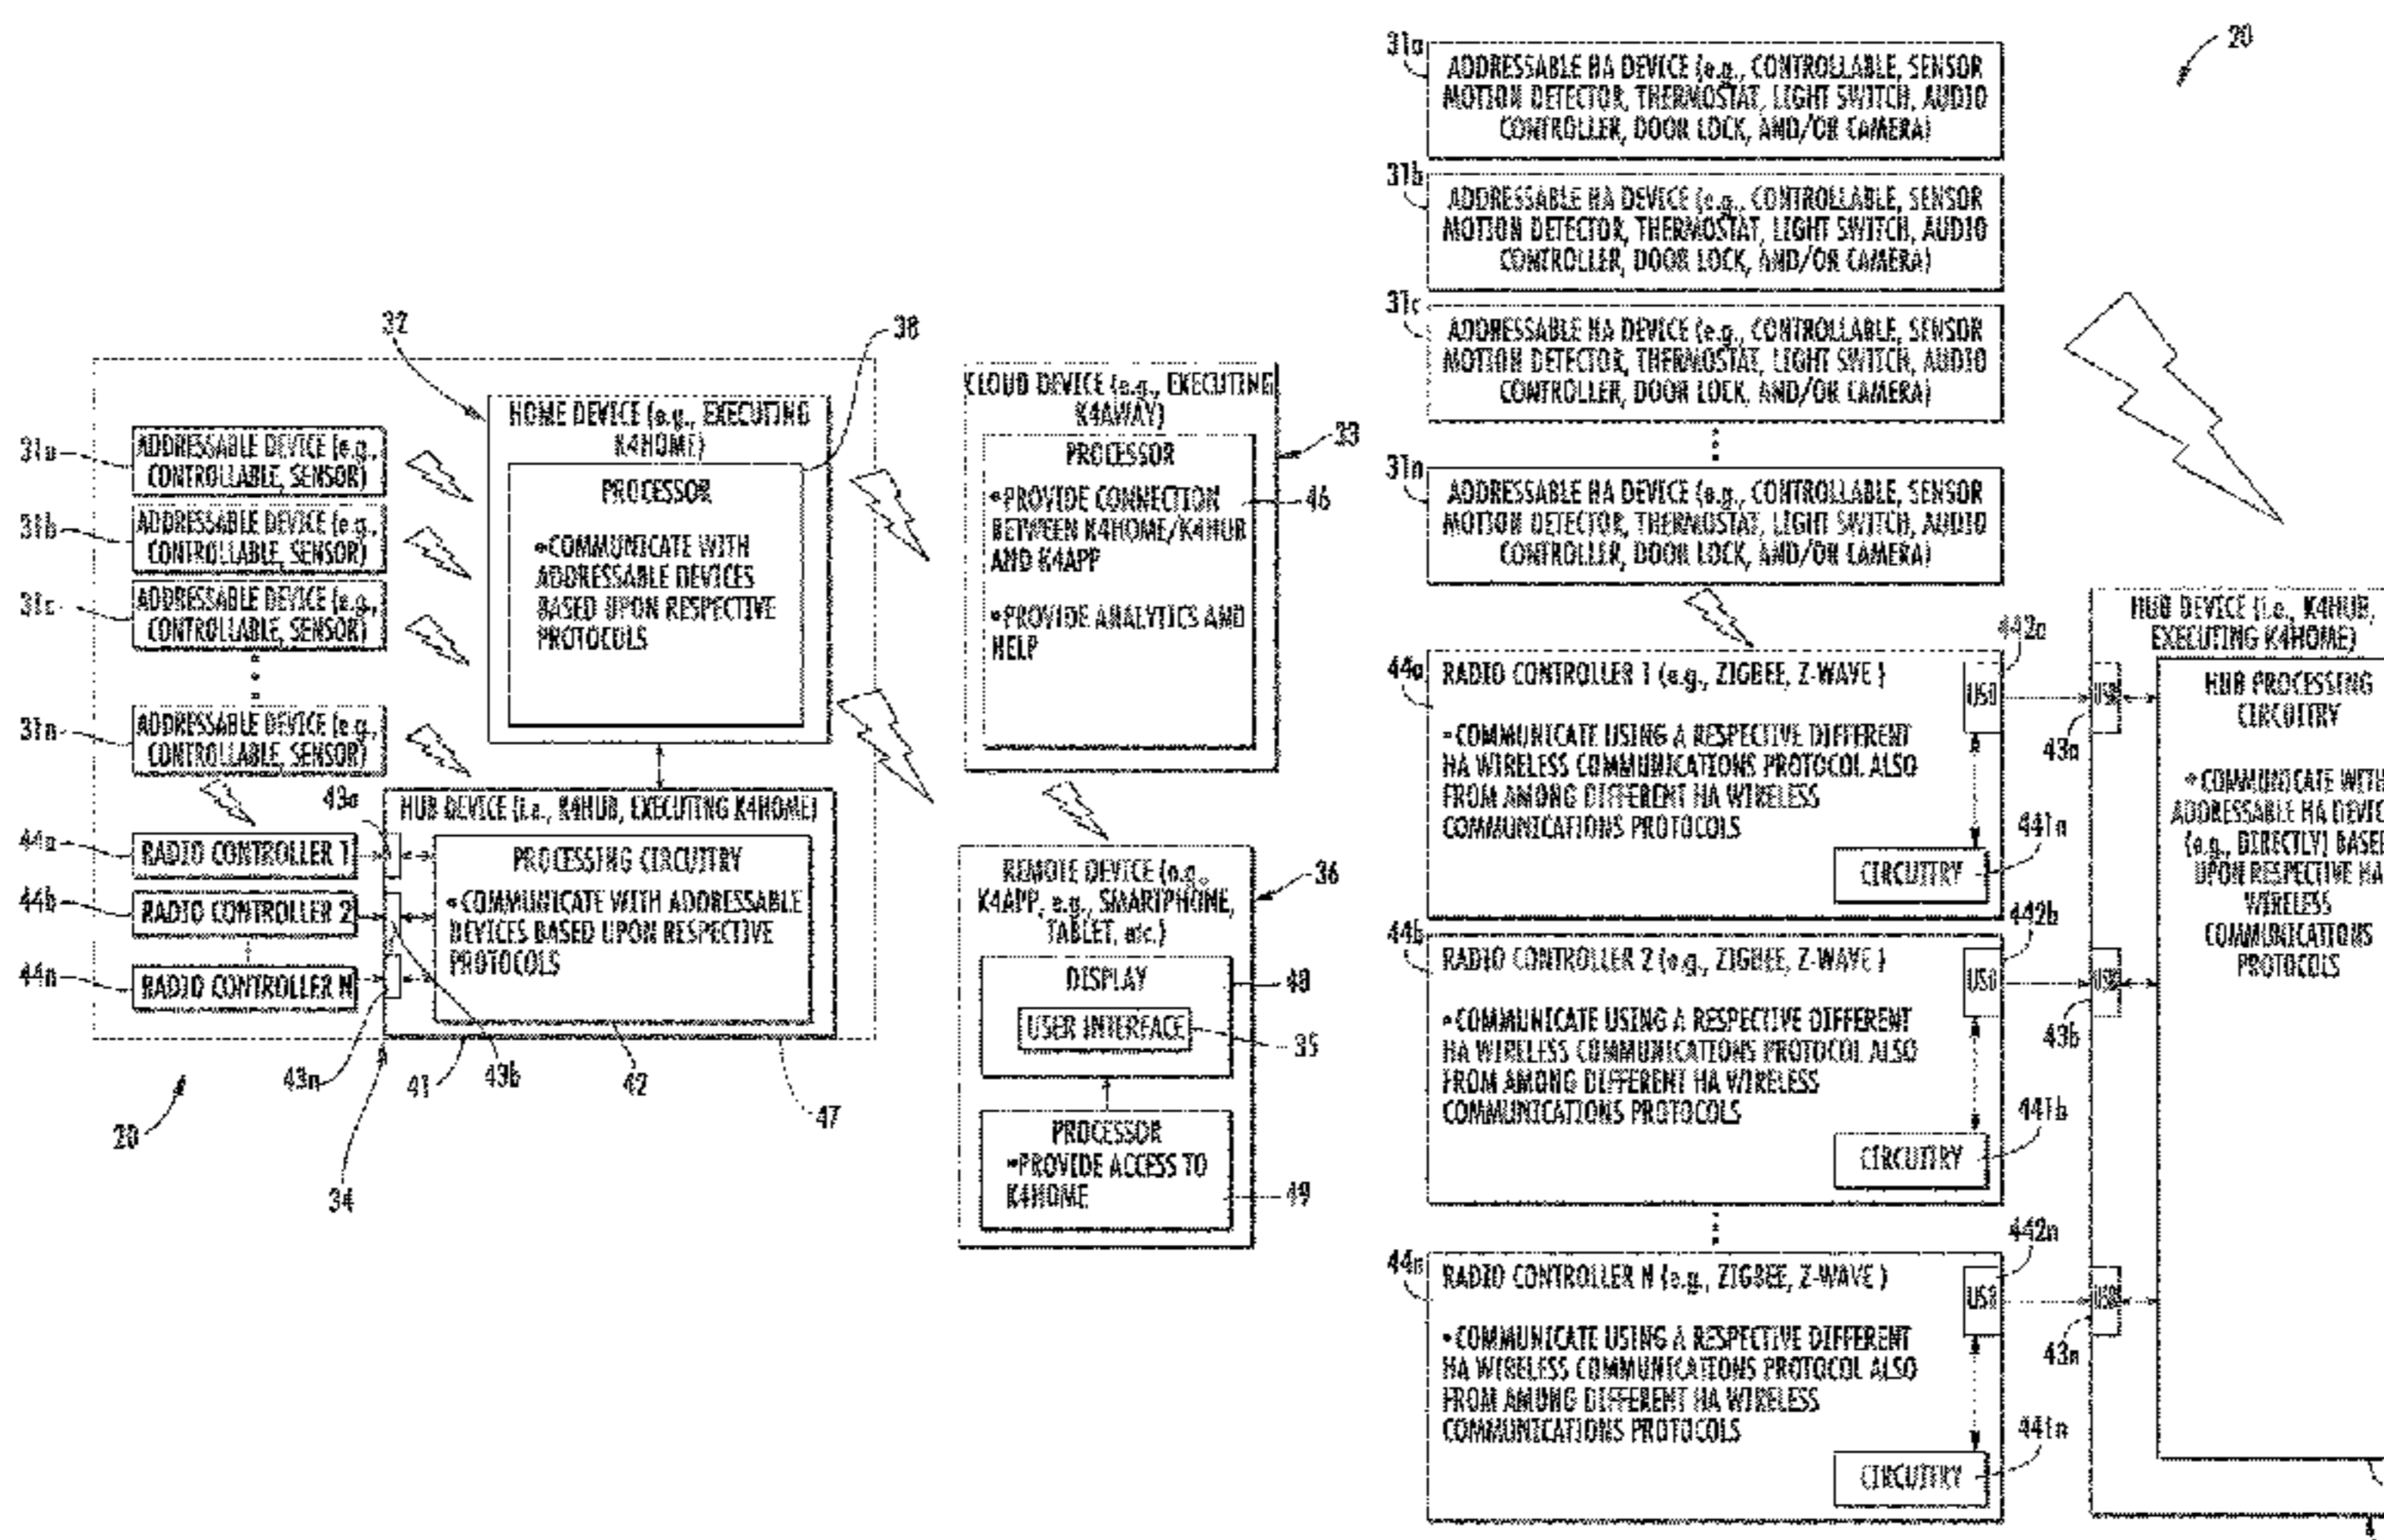 32
38
HOME DEVICE (e.g., EXECUTING
K4HOME)
PROCESSOR
•COMMUNICATE WITH
ADDRESSABLE DEVICES
BASED UPON RESPECTIVE
PROTOCOLS
31a
ADDRESSABLE DEVICE (e.g.,
CONTROLLABLE, SENSOR)
31b
ADDRESSABLE DEVICE (e.g.,
CONTROLLABLE, SENSOR)
31c
ADDRESSABLE DEVICE (e.g.,
CONTROLLABLE, SENSOR)
31n
ADDRESSABLE DEVICE (e.g.,
CONTROLLABLE, SENSOR)
43a
HUB DEVICE (i.e., K4HUB, EXECUTING K4HOME)
44a
RADIO CONTROLLER 1
44b
RADIO CONTROLLER 2
44n
RADIO CONTROLLER N
PROCESSING CIRCUITRY
•COMMUNICATE WITH ADDRESSABLE
DEVICES BASED UPON RESPECTIVE
PROTOCOLS
43n
41
43b
42
47
20
34
CLOUD DEVICE (e.g., EXECUTING
K4AWAY)
33
PROCESSOR
•PROVIDE CONNECTION
BETWEEN K4HOME/K4HUB
AND K4APP
•PROVIDE ANALYTICS AND
HELP
46
REMOTE DEVICE (e.g.,
K4APP, e.g., SMARTPHONE,
TABLET, etc.)
36
DISPLAY
40
USER INTERFACE
35
PROCESSOR
•PROVIDE ACCESS TO
K4HOME
49
20
31a
ADDRESSABLE HA DEVICE (e.g., CONTROLLABLE, SENSOR
MOTION DETECTOR, THERMOSTAT, LIGHT SWITCH, AUDIO
CONTROLLER, DOOR LOCK, AND/OR CAMERA)
31b
ADDRESSABLE HA DEVICE (e.g., CONTROLLABLE, SENSOR
MOTION DETECTOR, THERMOSTAT, LIGHT SWITCH, AUDIO
CONTROLLER, DOOR LOCK, AND/OR CAMERA)
31c
ADDRESSABLE HA DEVICE (e.g., CONTROLLABLE, SENSOR
MOTION DETECTOR, THERMOSTAT, LIGHT SWITCH, AUDIO
CONTROLLER, DOOR LOCK, AND/OR CAMERA)
31n
ADDRESSABLE HA DEVICE (e.g., CONTROLLABLE, SENSOR
MOTION DETECTOR, THERMOSTAT, LIGHT SWITCH, AUDIO
CONTROLLER, DOOR LOCK, AND/OR CAMERA)
44a
RADIO CONTROLLER 1 (e.g., ZIGBEE, Z-WAVE )
442a
USB
•COMMUNICATE USING A RESPECTIVE DIFFERENT
HA WIRELESS COMMUNICATIONS PROTOCOL ALSO
FROM AMONG DIFFERENT HA WIRELESS
COMMUNICATIONS PROTOCOLS
441a
CIRCUITRY
44b
RADIO CONTROLLER 2 (e.g., ZIGBEE, Z-WAVE )
442b
USB
•COMMUNICATE USING A RESPECTIVE DIFFERENT
HA WIRELESS COMMUNICATIONS PROTOCOL ALSO
FROM AMONG DIFFERENT HA WIRELESS
COMMUNICATIONS PROTOCOLS
441b
CIRCUITRY
44n
RADIO CONTROLLER N (e.g., ZIGBEE, Z-WAVE )
442n
USB
•COMMUNICATE USING A RESPECTIVE DIFFERENT
HA WIRELESS COMMUNICATIONS PROTOCOL ALSO
FROM AMONG DIFFERENT HA WIRELESS
COMMUNICATIONS PROTOCOLS
441n
CIRCUITRY
HUB DEVICE (i.e., K4HUB,
EXECUTING K4HOME)
USB
43a
USB
43b
USB
43n
HUB PROCESSING
CIRCUITRY
•COMMUNICATE WITH
ADDRESSABLE HA DEVIC
(e.g., DIRECTLY) BASE
UPON RESPECTIVE HA
WIRELESS
COMMUNICATIONS
PROTOCOLS